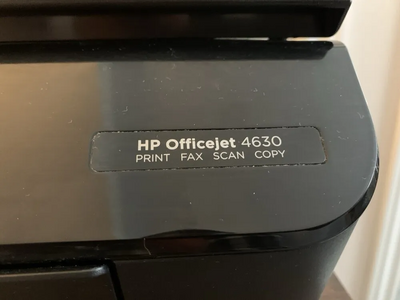 HP Officejet 4630
PRINT FAX SCAN COPY